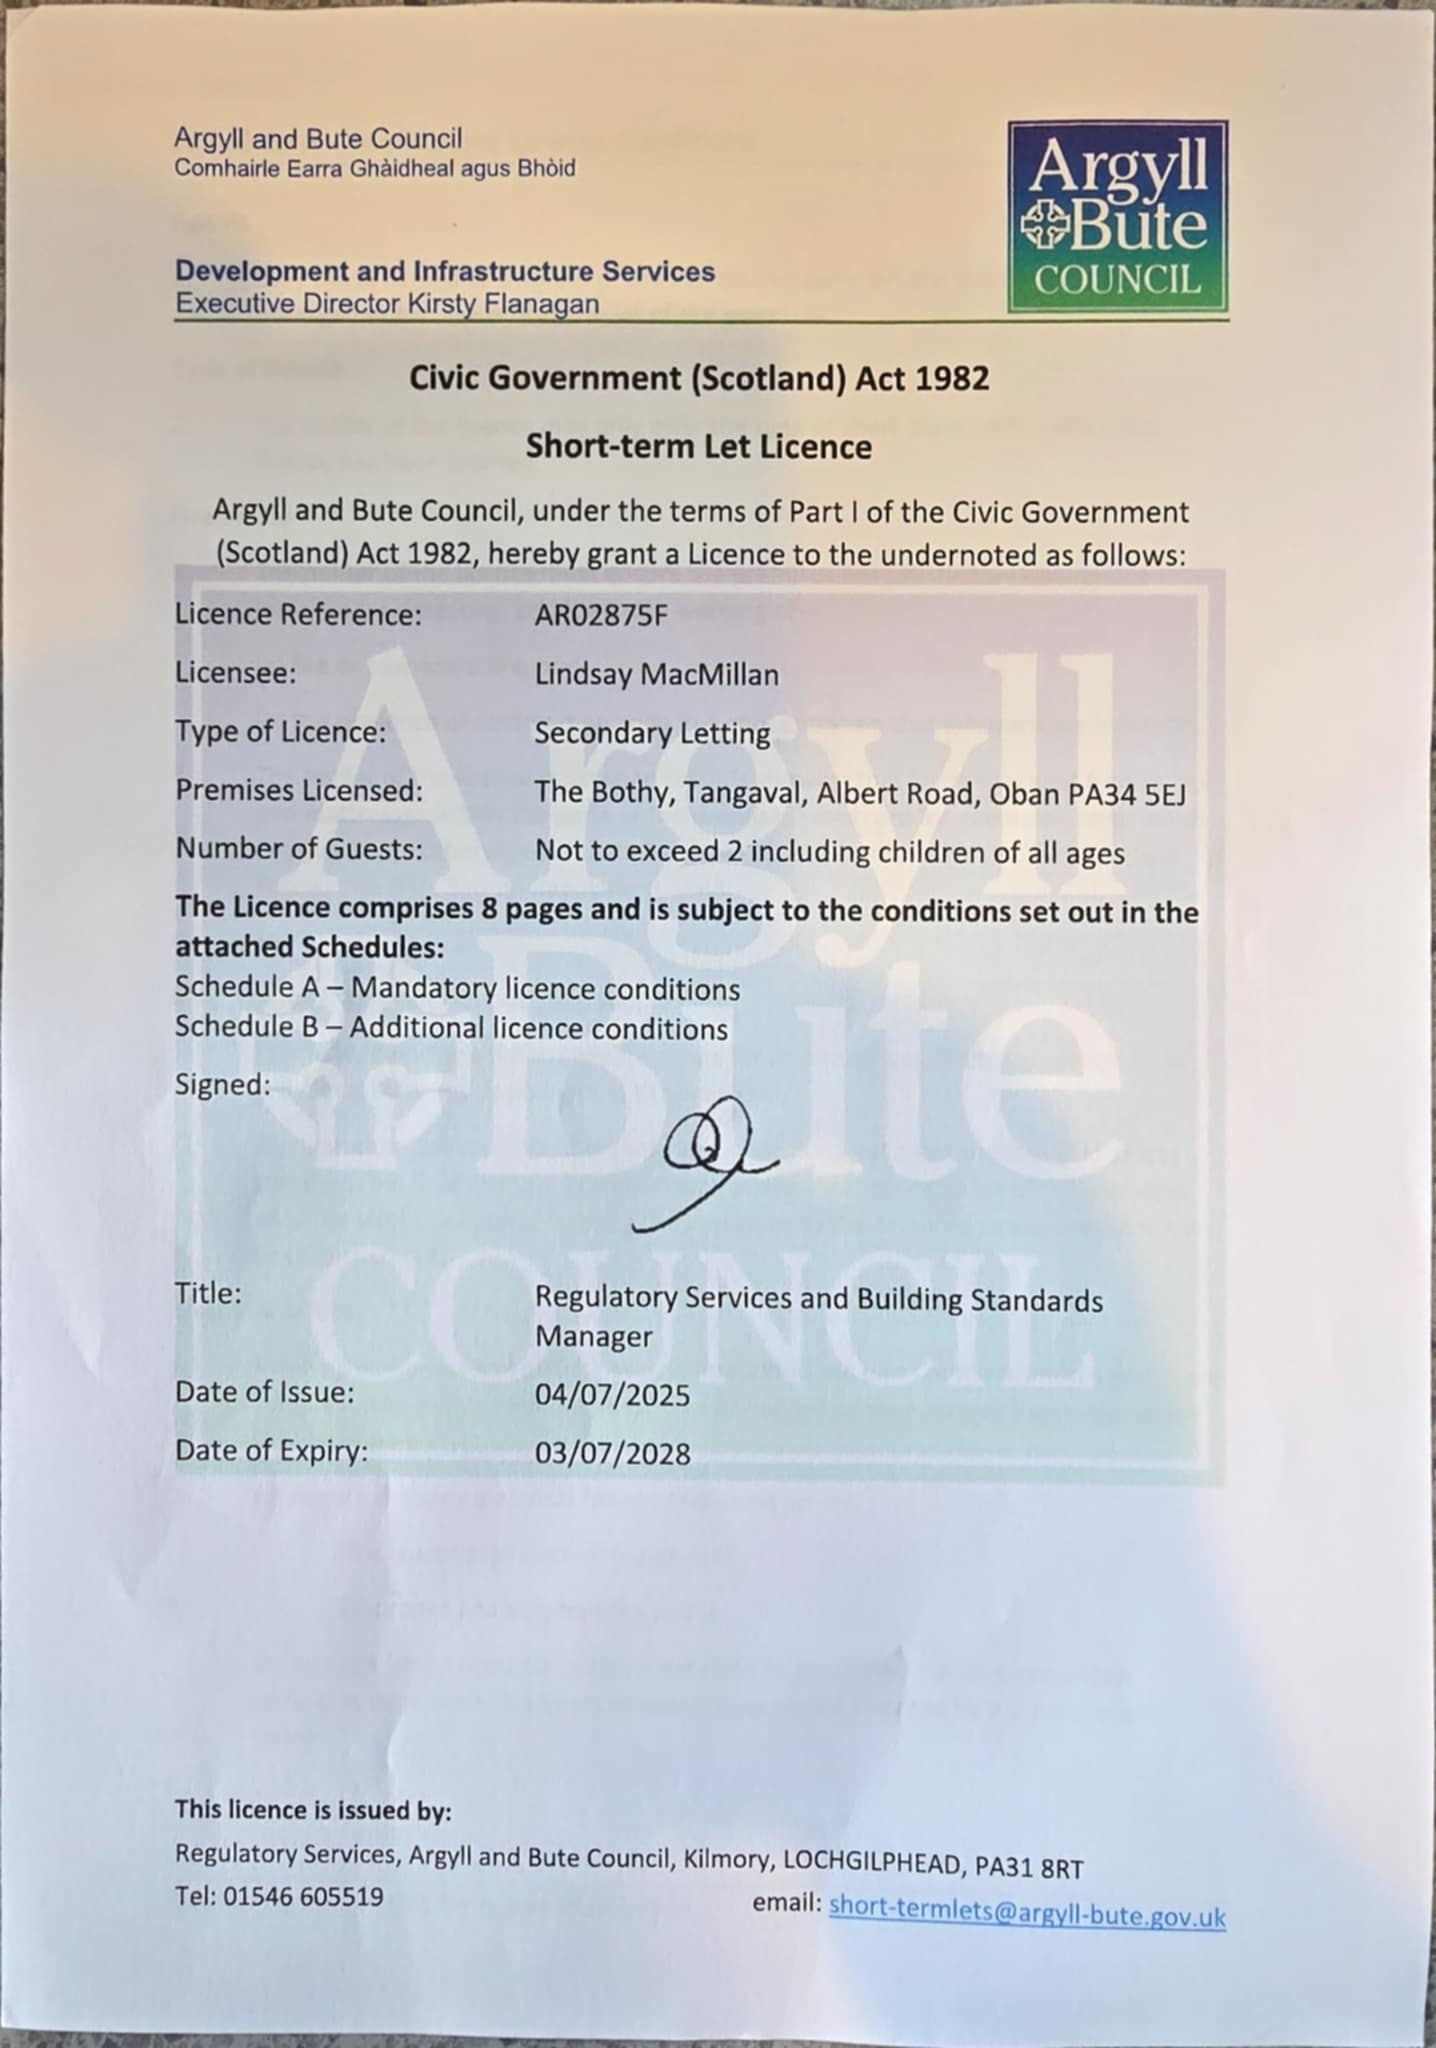 Argyll and Bute Council
Comhairle Earra Ghàidheal agus Bhòid
Argyll
Bute
COUNCIL
Development and Infrastructure Services
Executive Director Kirsty Flanagan
Civic Government (Scotland) Act 1982
Short-term Let Licence
Argyll and Bute Council, under the terms of Part I of the Civic Government
(Scotland) Act 1982, hereby grant a Licence to the undernoted as follows:
Licence Reference: AR02875F
Licensee: Lindsay MacMillan
Type of Licence: Secondary Letting
Premises Licensed: The Bothy, Tangaval, Albert Road, Oban PA34 5EJ
Number of Guests: Not to exceed 2 including children of all ages
The Licence comprises 8 pages and is subject to the conditions set out in the
attached Schedules:
Schedule A – Mandatory licence conditions
Schedule B – Additional licence conditions
Signed:
Title: Regulatory Services and Building Standards
Manager
Date of Issue: 04/07/2025
Date of Expiry: 03/07/2028
Argyll
Bute
COUNCIL
This licence is issued by:
Regulatory Services, Argyll and Bute Council, Kilmory, LOCHGILPHEAD, PA31 8RT
Tel: 01546 605519 email: short-termlets@argyll-bute.gov.uk